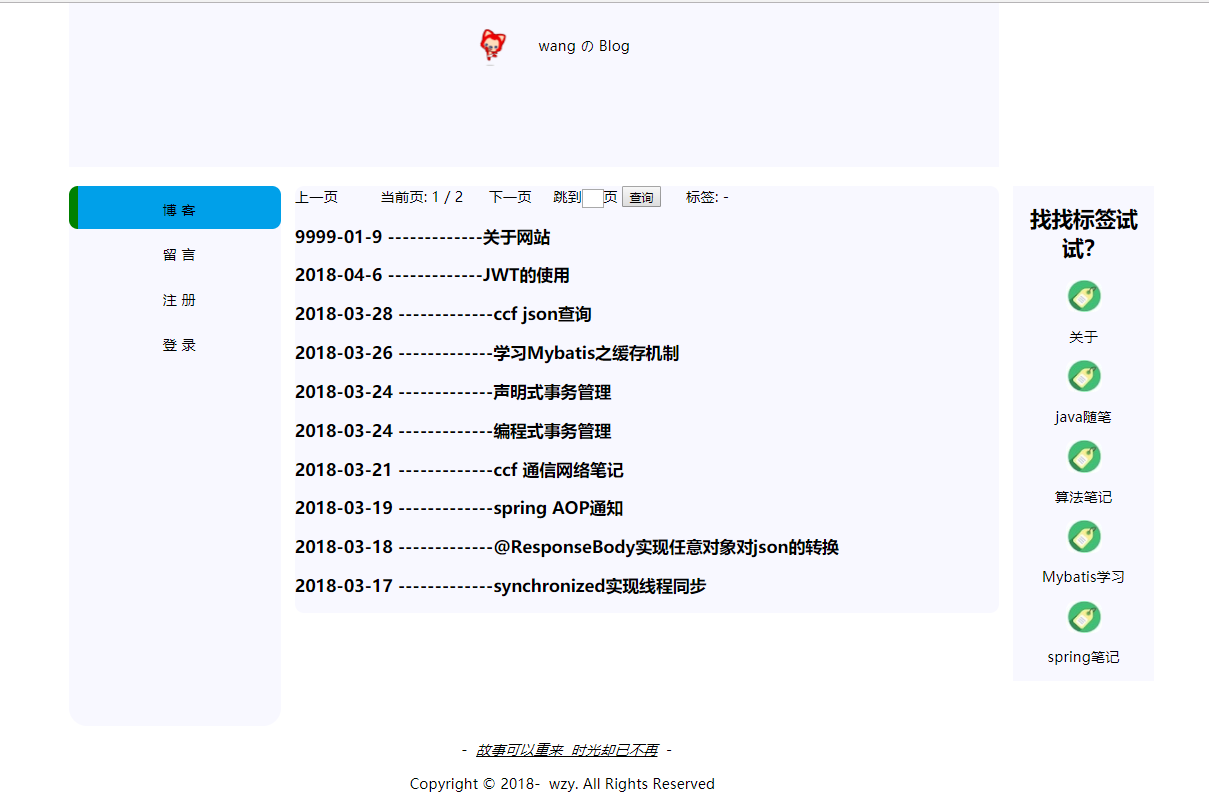 wang の Blog
博 客
留 言
注 册
登 录
上一页 当前页: 1 / 2 下一页 跳到 页 查询 标签: -
9999-01-9 -------------关于网站
2018-04-6 -------------JWT的使用
2018-03-28 -------------ccf json查询
2018-03-26 -------------学习Mybatis之缓存机制
2018-03-24 -------------声明式事务管理
2018-03-24 -------------编程式事务管理
2018-03-21 -------------ccf 通信网络笔记
2018-03-19 -------------spring AOP通知
2018-03-18 -------------@ResponseBody实现任意对象对json的转换
2018-03-17 -------------synchronized实现线程同步
找找标签试
试?
关于
java随笔
算法笔记
Mybatis学习
spring笔记
- 故事可以重来 时光却已不再 -
Copyright © 2018- wzy. All Rights Reserved